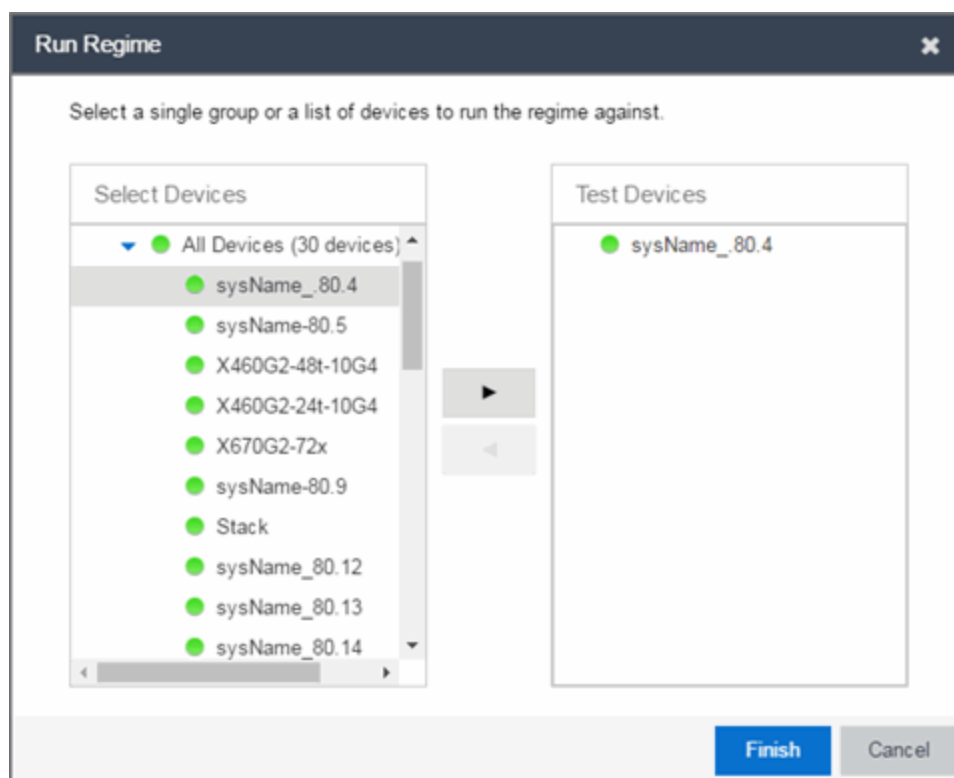 Run Regime
Select a single group or a list of devices to run the regime against.
Select Devices
All Devices (30 devices)
sysName_.80.4
sysName-80.5
X460G2-48t-10G4
X460G2-24t-10G4
X670G2-72x
sysName-80.9
Stack
sysName_80.12
sysName_80.13
sysName_80.14
Test Devices
sysName_.80.4
Finish
Cancel